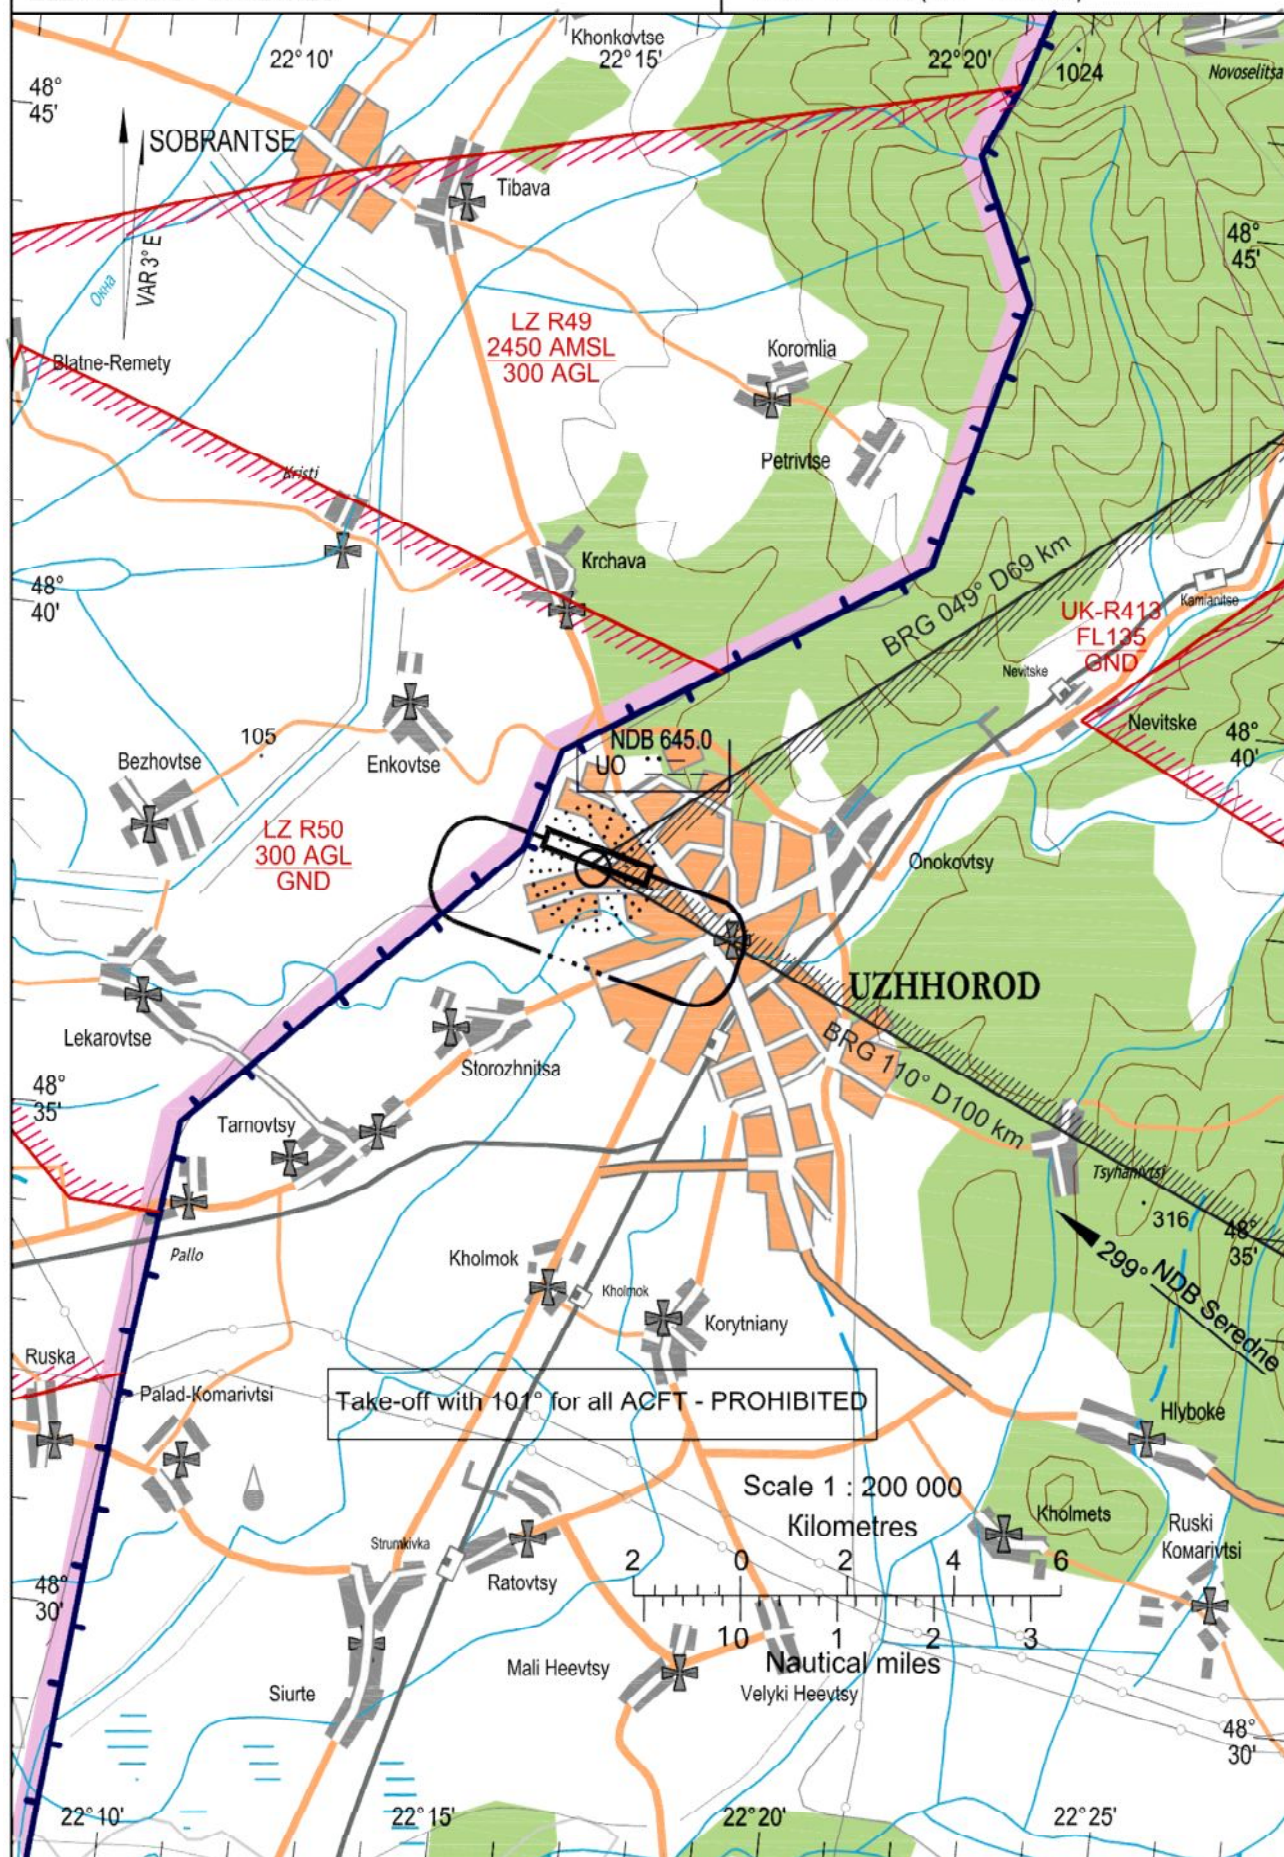 Khonkovtse
22°10'
22°15'
22°20'
1024
Novoselitsa
48°
45'
SOBRANTSE
Tibava
VAR 3° E
Окна
48°
45'
LZ R49
2450 AMSL
300 AGL
Blatne-Remety
Koromlia
Petrivtse
Kristi
Krchava
BRG 049° D69 km
48°
40'
UK-R413
FL135
GND
Kamianitse
Nevitske
Nevitske
48°
40'
105
Bezhovtse
Enkovtse
NDB 645.0
UO
LZ R50
300 AGL
GND
Onokovtsy
UZHHOROD
Lekarovtse
Storozhnitsa
BRG 110° D100 km
48°
35'
Tarnovtsy
Tsyhanivtsi
316
48°
35'
299° NDB Seredne
Pallo
Kholmok
Kholmok
Korytniany
Ruska
Palad-Komarivtsi
Take-off with 101° for all ACFT - PROHIBITED
Hlyboke
Scale 1 : 200 000
Kilometres
2 0 2 4 6
Kholmets
Ruski
Komarivtsi
Strumkivka
Ratovtsy
48°
30'
1 0 1 2 3
Nautical miles
Mali Heevtsy
Velyki Heevtsy
Siurte
48°
30'
22°10'
22°15'
22°20'
22°25'